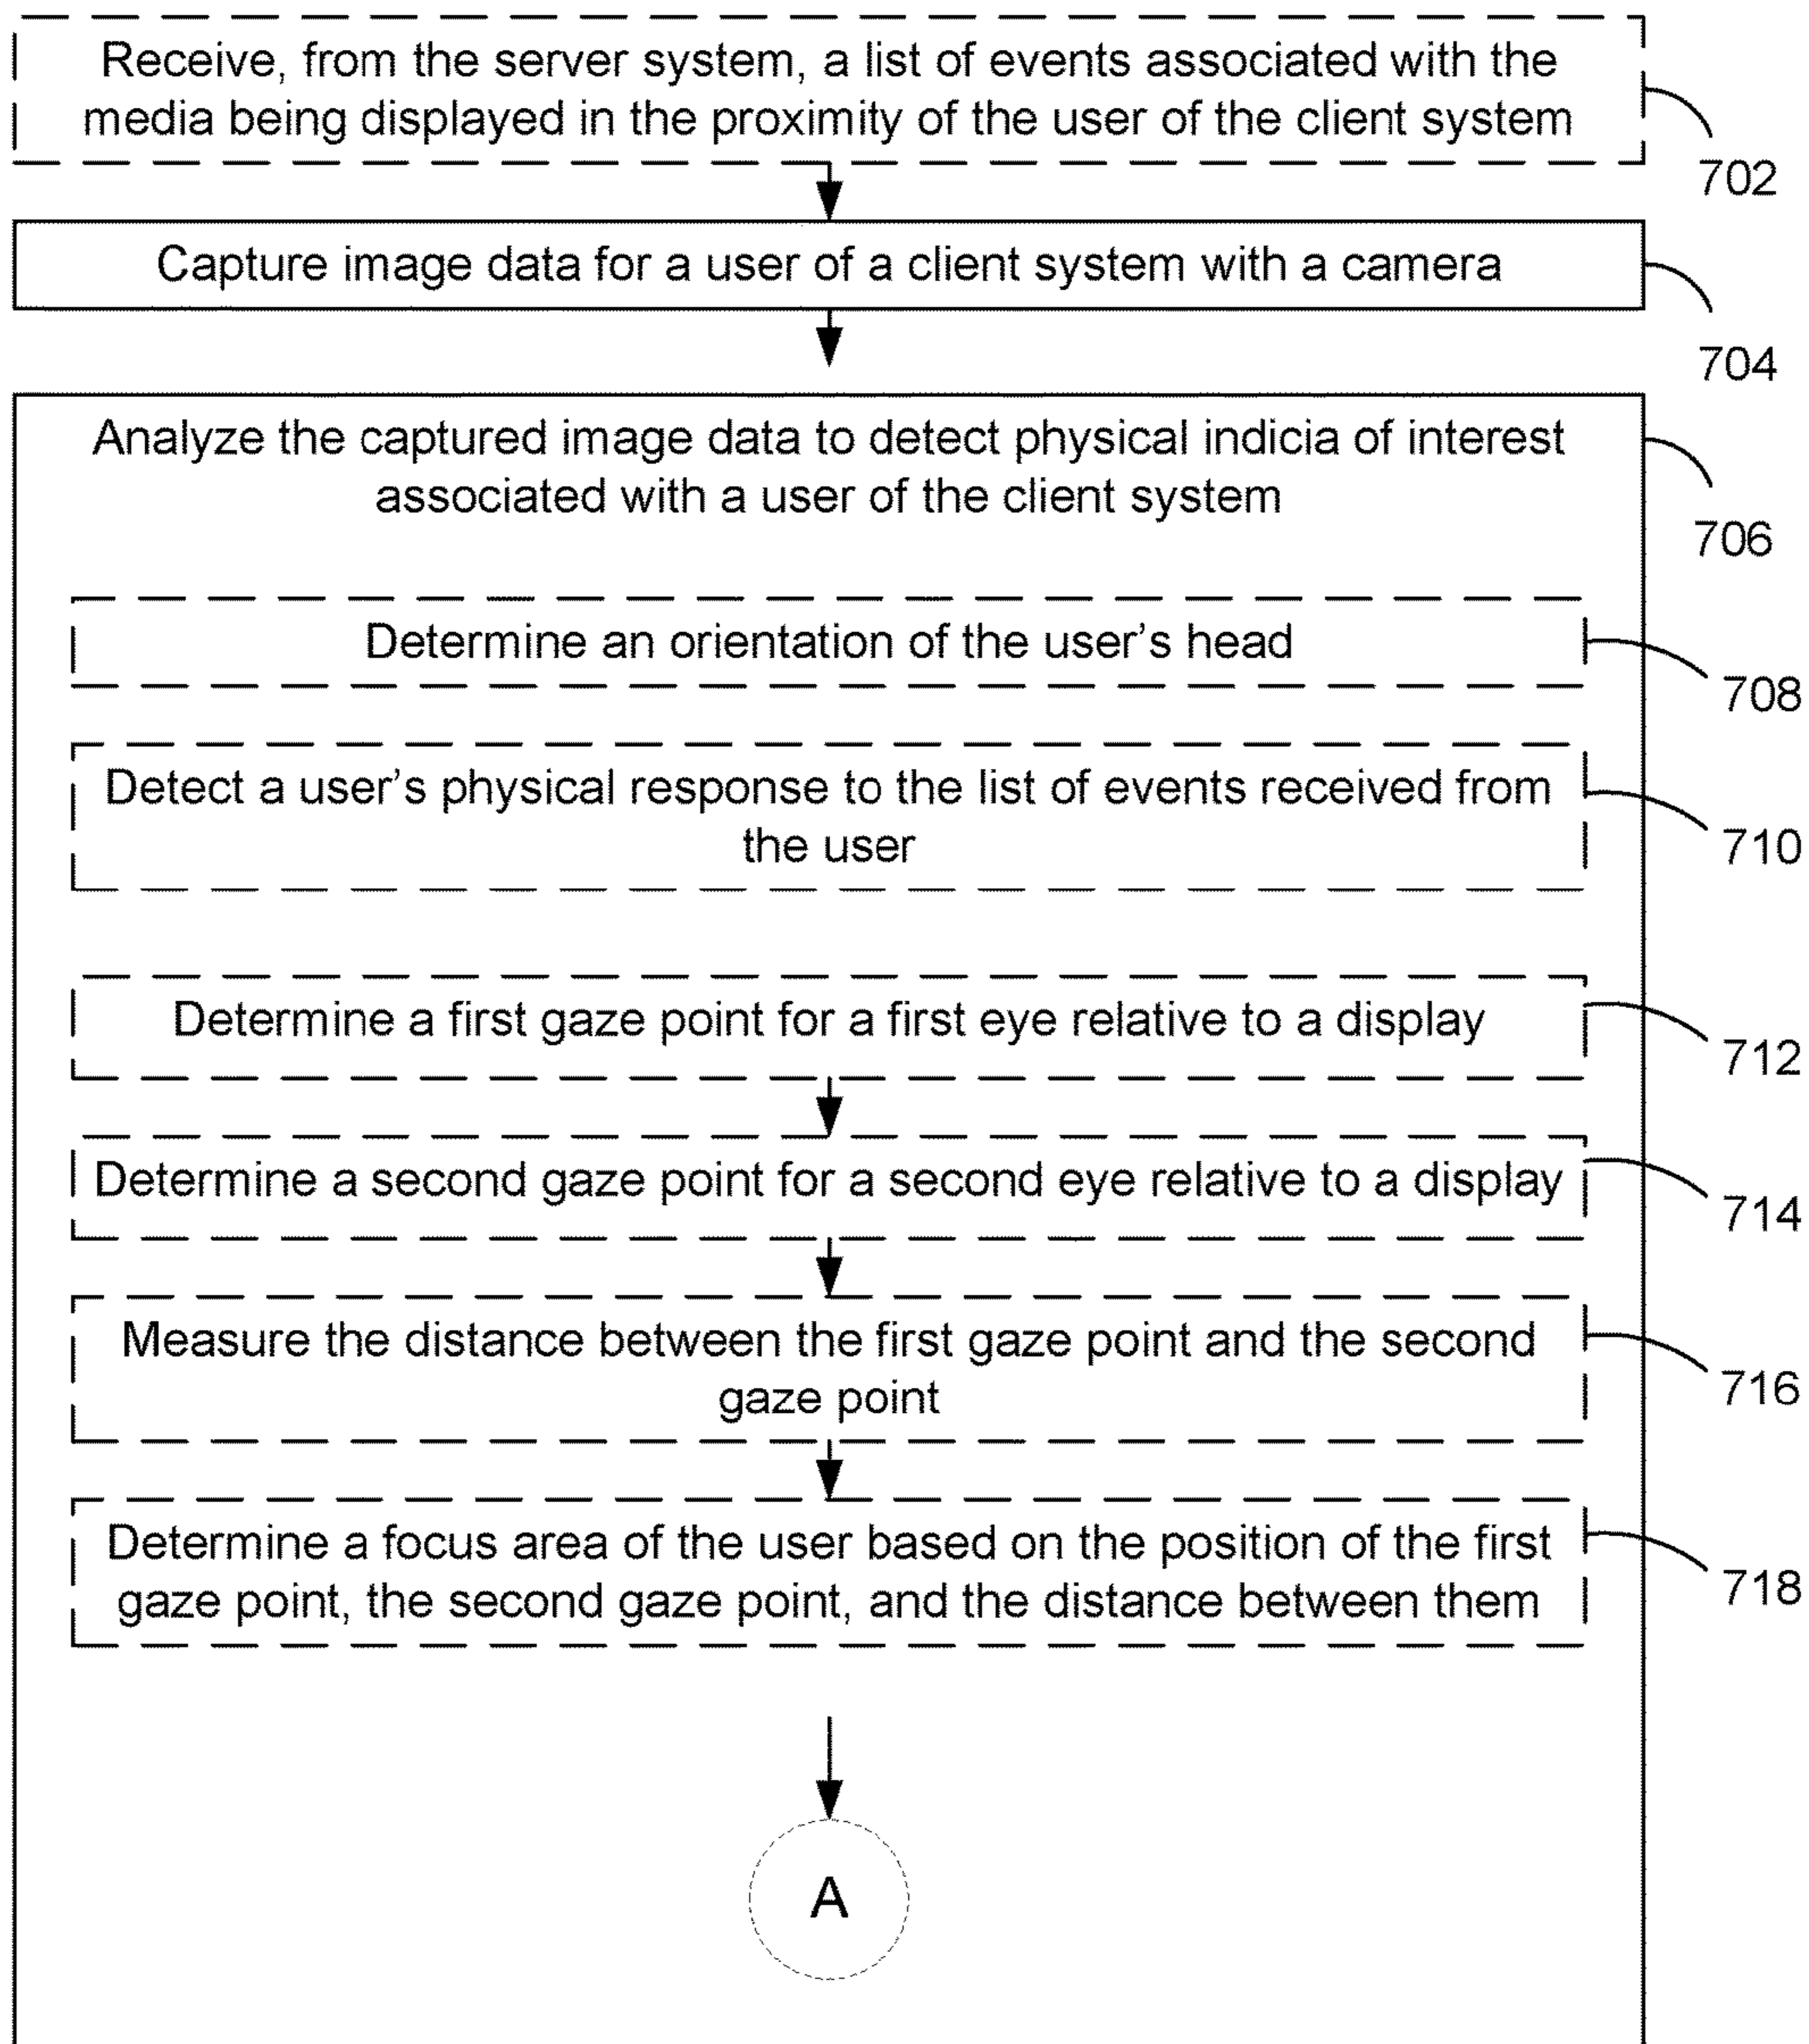 Receive, from the server system, a list of events associated with the
media being displayed in the proximity of the user of the client system
702
Capture image data for a user of a client system with a camera
704
Analyze the captured image data to detect physical indicia of interest
associated with a user of the client system
706
Determine an orientation of the user's head
708
Detect a user's physical response to the list of events received from
the user
710
Determine a first gaze point for a first eye relative to a display
712
Determine a second gaze point for a second eye relative to a display
714
Measure the distance between the first gaze point and the second
gaze point
716
Determine a focus area of the user based on the position of the first
gaze point, the second gaze point, and the distance between them
718
A